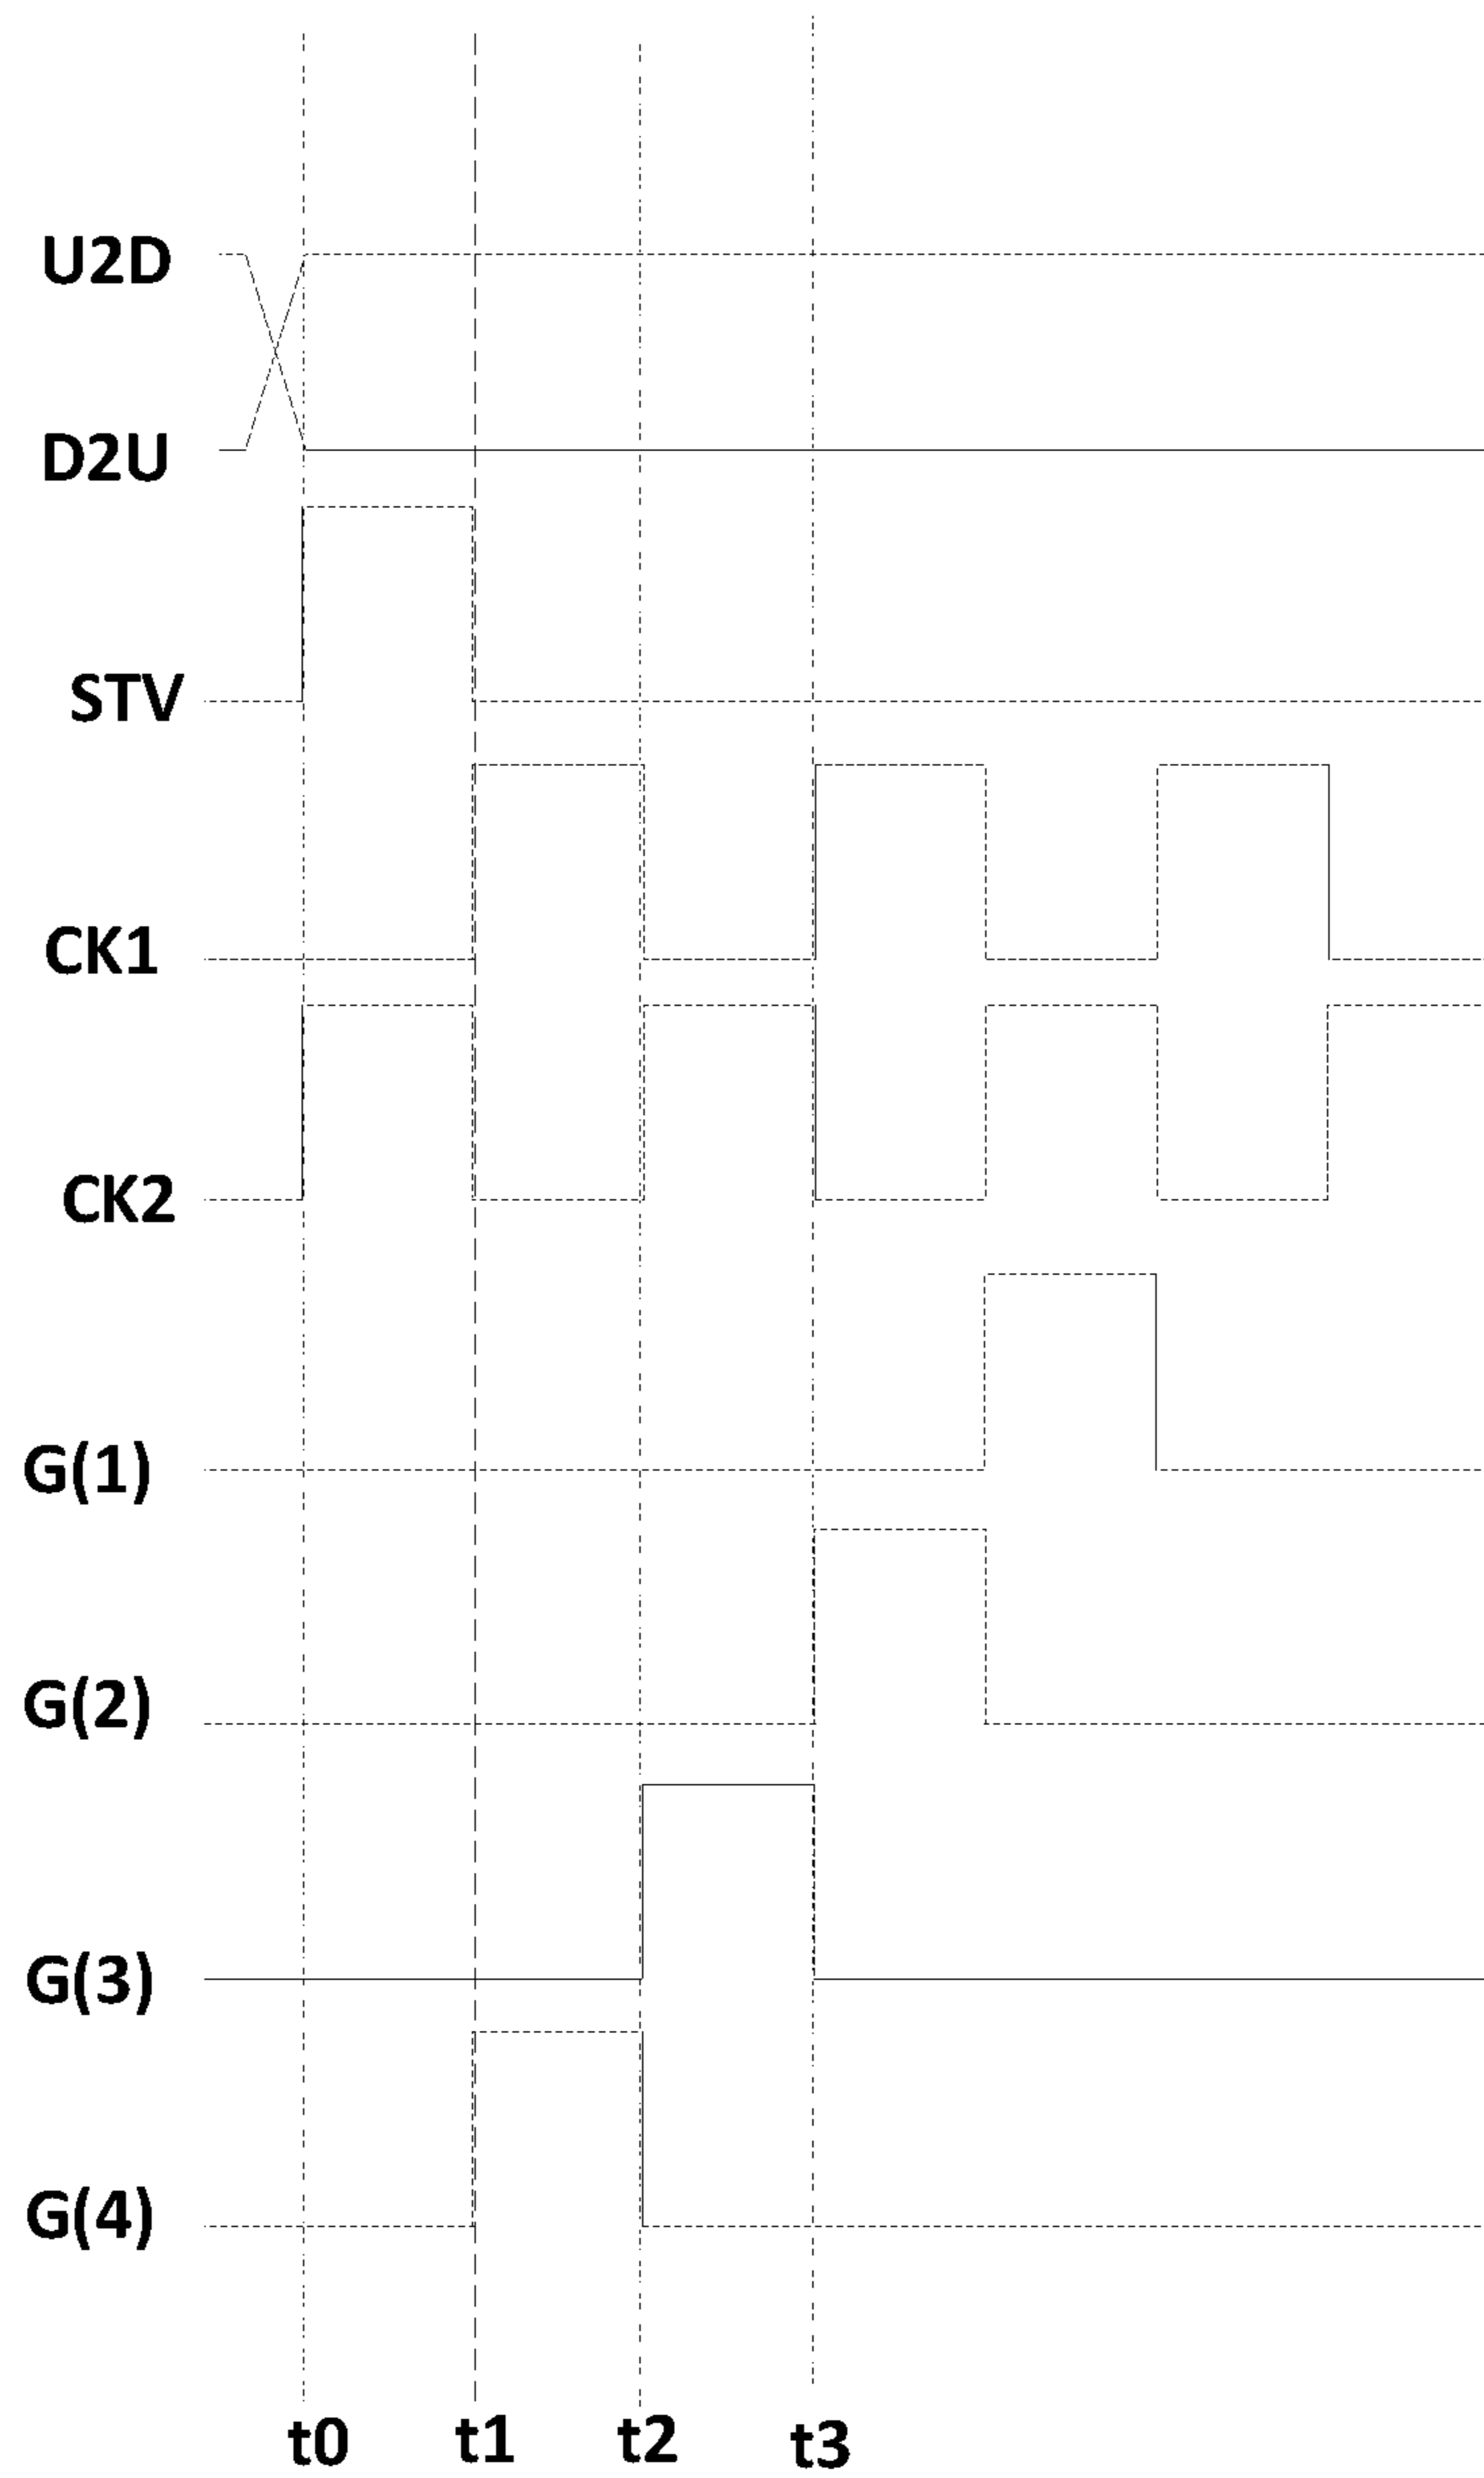 U2D
D2U
STV
CK1
CK2
G(1)
G(2)
G(3)
G(4)
t0 t1 t2 t3